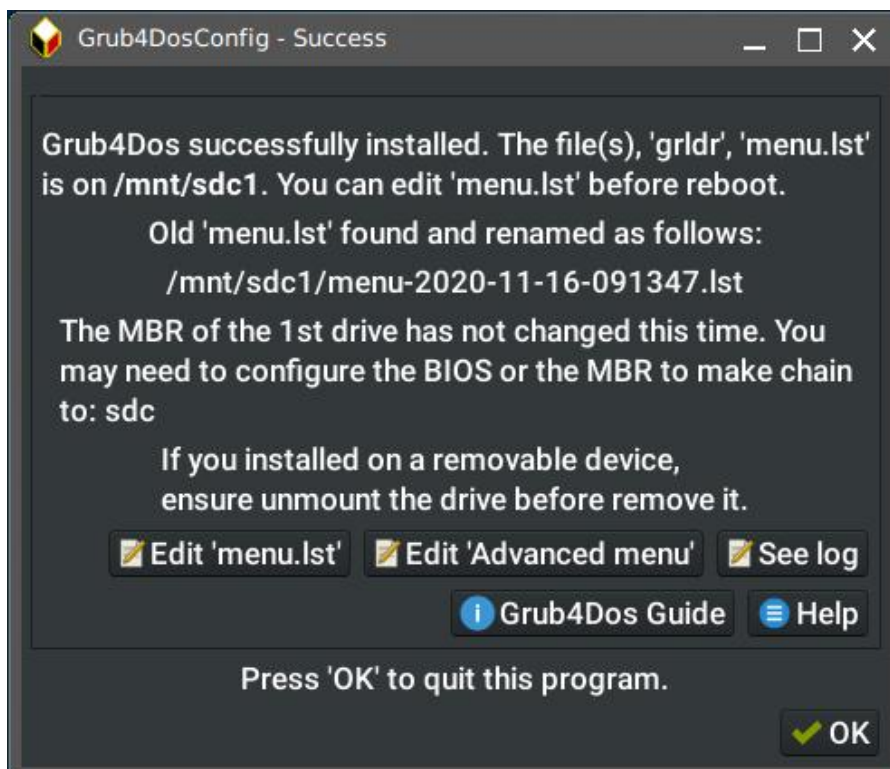 Grub4DosConfig - Success
Grub4Dos successfully installed. The file(s), 'grldr', 'menu.lst'
is on /mnt/sdc1. You can edit 'menu.lst' before reboot.
Old 'menu.lst' found and renamed as follows:
/mnt/sdc1/menu-2020-11-16-091347.lst
The MBR of the 1st drive has not changed this time. You
may need to configure the BIOS or the MBR to make chain
to: sdc
If you installed on a removable device,
ensure unmount the drive before remove it.
Edit 'menu.lst' Edit 'Advanced menu' See log
Grub4Dos Guide Help
Press 'OK' to quit this program.
OK